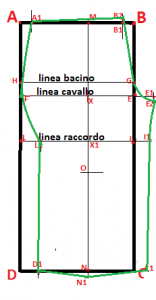 A A1 M B2 B
B1
H linea bacino G
F linea cavallo E E1
X E2
L linea raccordo I1
L1 X1
O
D D1 N C C1
N1